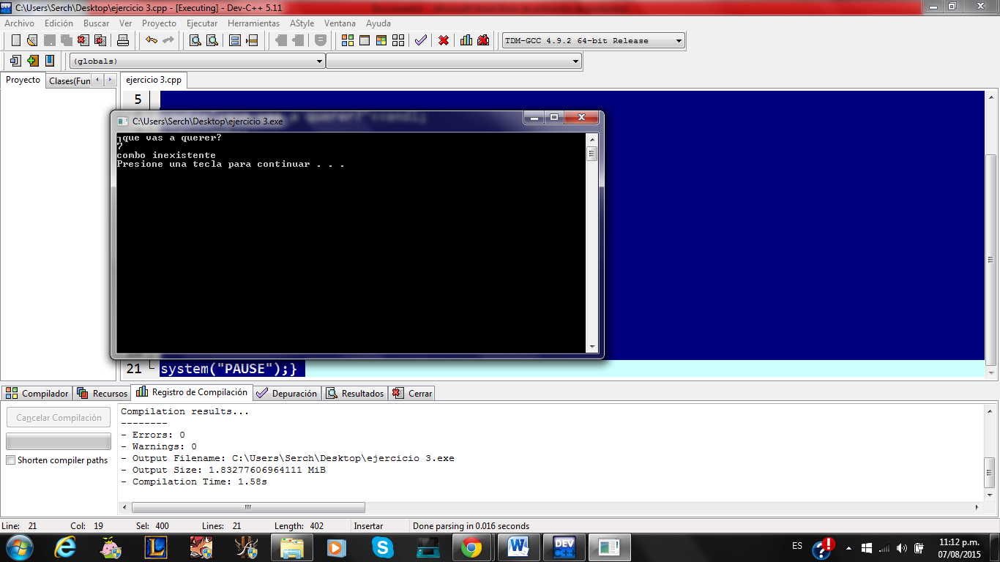 C:\Users\Serch\Desktop\ejercicio 3.cpp - [Executing] - Dev-C++ 5.11
Archivo Edición Buscar Ver Proyecto Ejecutar Herramientas AStyle Ventana Ayuda
TDM-GCC 4.9.2 64-bit Release
(globals)
Proyecto Clases(Fun ejercicio 3.cpp
5
a querer?"<<endl;
C:\Users\Serch\Desktop\ejercicio 3.exe
¬que vas a querer?
7
combo inexistente
Presione una tecla para continuar . . .
21 system("PAUSE");}
Compilador Recursos Registro de Compilación Depuración Resultados Cerrar
Cancelar Compilación
Shorten compiler paths
Compilation results...
--------
- Errors: 0
- Warnings: 0
- Output Filename: C:\Users\Serch\Desktop\ejercicio 3.exe
- Output Size: 1.83277606964111 MiB
- Compilation Time: 1.58s
Line: 21 Col: 19 Sel: 400 Lines: 21 Length: 402 Insertar Done parsing in 0.016 seconds
DEV C++
ES
11:12 p.m.
07/08/2015